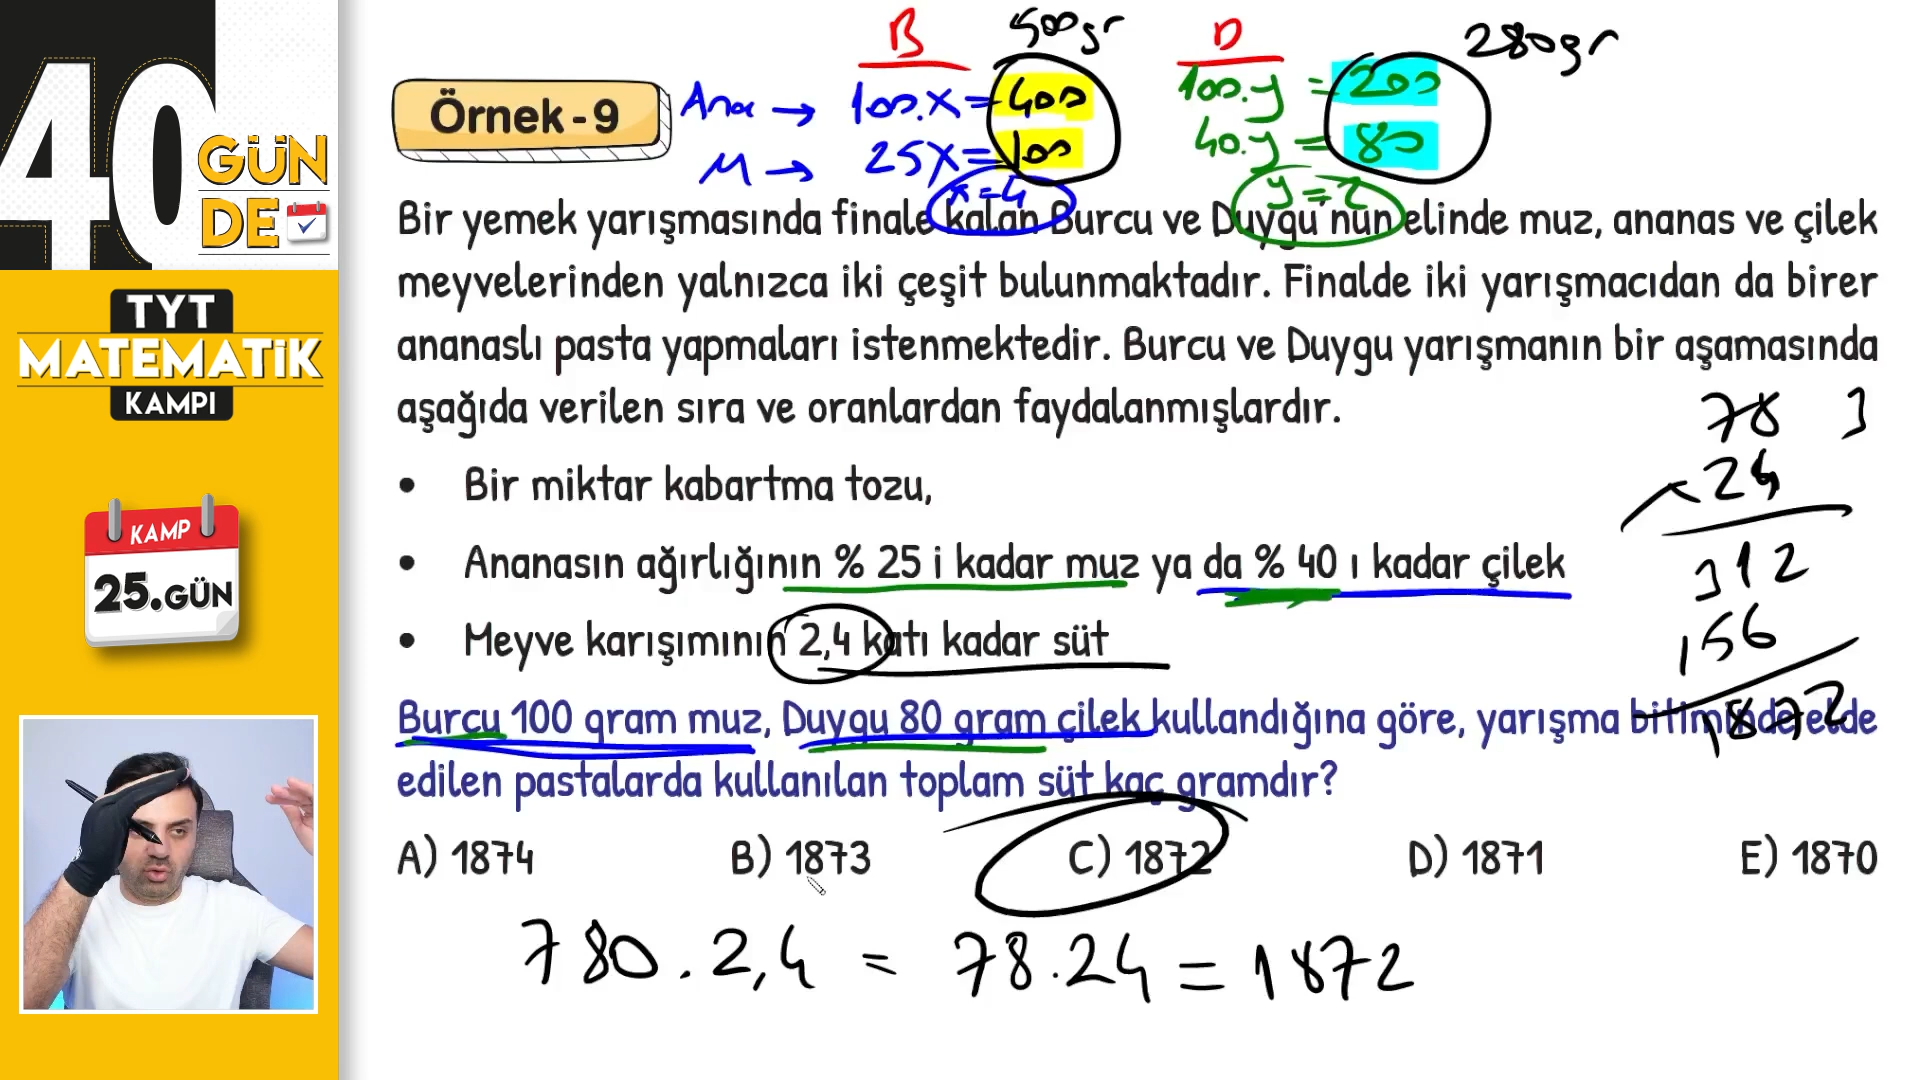 40
GÜN
DE
TYT
MATEMATİK
KAMPI
KAMP
25.GÜN
B 500gr D 280gr
Örnek - 9
Ana → 100.x = 400 100.y = 200
M → 25x = 100 40.y = 80
x = 4 y = 2
Bir yemek yarışmasında finale kalan Burcu ve Duygu'nun elinde muz, ananas ve çilek
meyvelerinden yalnızca iki çeşit bulunmaktadır. Finalde iki yarışmacıdan da birer
ananaslı pasta yapmaları istenmektedir. Burcu ve Duygu yarışmanın bir aşamasında
aşağıda verilen sıra ve oranlardan faydalanmışlardır.
• Bir miktar kabartma tozu,
• Ananasın ağırlığının % 25 i kadar muz ya da % 40 ı kadar çilek
• Meyve karışımının 2,4 katı kadar süt
78 3
24
312
156
1872
Burcu 100 gram muz, Duygu 80 gram çilek kullandığına göre, yarışma bitiminde elde
edilen pastalarda kullanılan toplam süt kaç gramdır?
A) 1874 B) 1873 C) 1872 D) 1871 E) 1870
780 . 2,4 = 78.24 = 1872